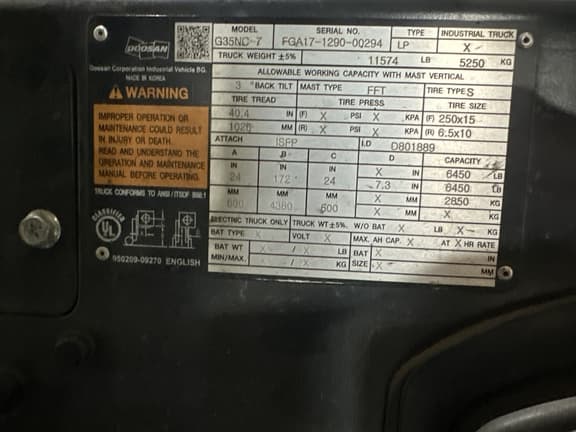 DOOSAN
Doosan Corporation Industrial Vehicle BG.
MADE IN KOREA
WARNING
IMPROPER OPERATION OR
MAINTENANCE COULD RESULT
IN INJURY OR DEATH.
READ AND UNDERSTAND THE
OPERATION AND MAINTENANCE
MANUAL BEFORE OPERATING.
TRUCK CONFORMS TO ANSI/ITSDF B56.1
CLASSIFIED
UL
950209-09270 ENGLISH
MODEL SERIAL NO. TYPE INDUSTRIAL TRUCK
G35NC-7 FGA17-1290-00294 LP X -
TRUCK WEIGHT ±5% 11574 LB 5250 KG
ALLOWABLE WORKING CAPACITY WITH MAST VERTICAL
3 °BACK TILT MAST TYPE FFT TIRE TYPE S
TIRE TREAD TIRE PRESS TIRE SIZE
40.4 IN (F) X PSI X KPA (F) 250x15
1026 MM (R) X PSI X KPA (R) 6.5x10
ATTACH ISFP I.D D801889
A B C D CAPACITY
IN IN IN X IN 6450 LB
24 172 24 -7.3 IN 6450 LB
MM MM MM X MM 2850 KG
600 4380 600 X MM X KG
ELECTRIC TRUCK ONLY TRUCK WT±5%, W/O BAT X LB X - KG
BAT TYPE X VOLT X MAX. AH CAP. X AT X HR RATE
BAT WT X / X LB BAT X IN
MIN/MAX. X / X KG SIZE -X MM